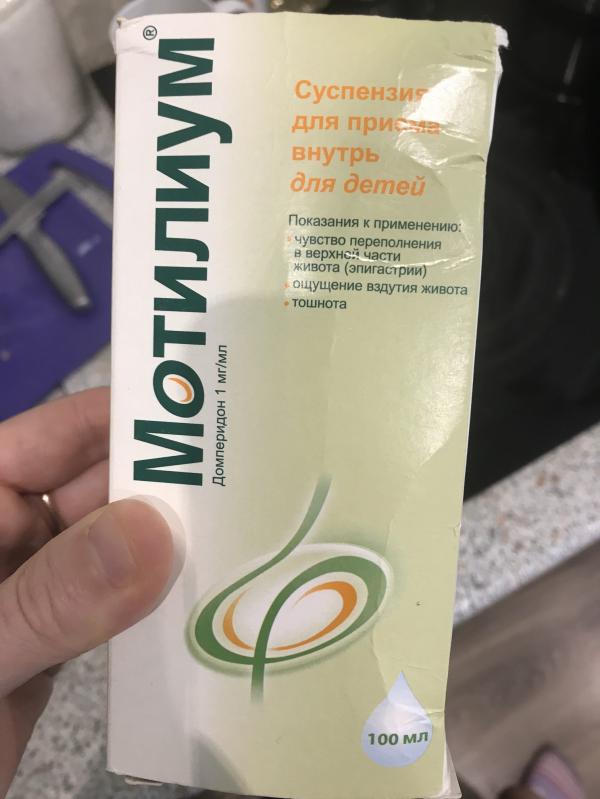 Мотилиум®
Домперидон 1 мг/мл
Суспензия
для приема
внутрь
для детей
Показания к применению:
• чувство переполнения
в верхней части
живота (эпигастрии)
• ощущение вздутия живота
• тошнота
100 мл